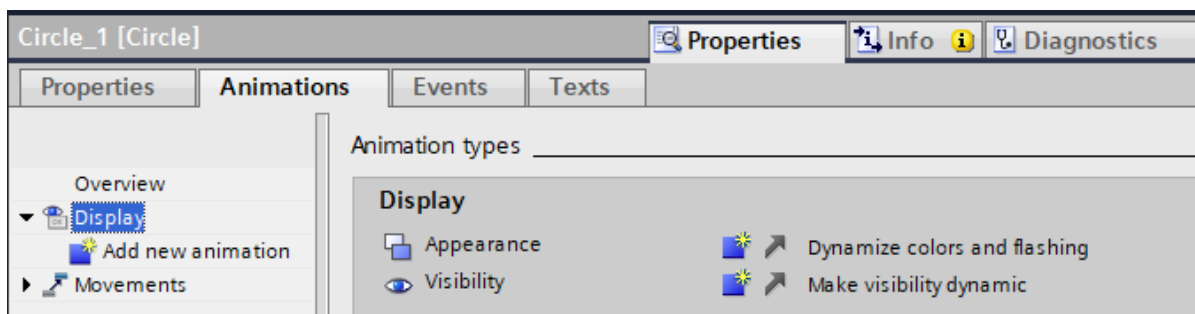 Circle_1 [Circle]
Properties Info Diagnostics
Properties Animations Events Texts
Animation types
Overview
Display
Add new animation
Movements
Display
Appearance Dynamize colors and flashing
Visibility Make visibility dynamic